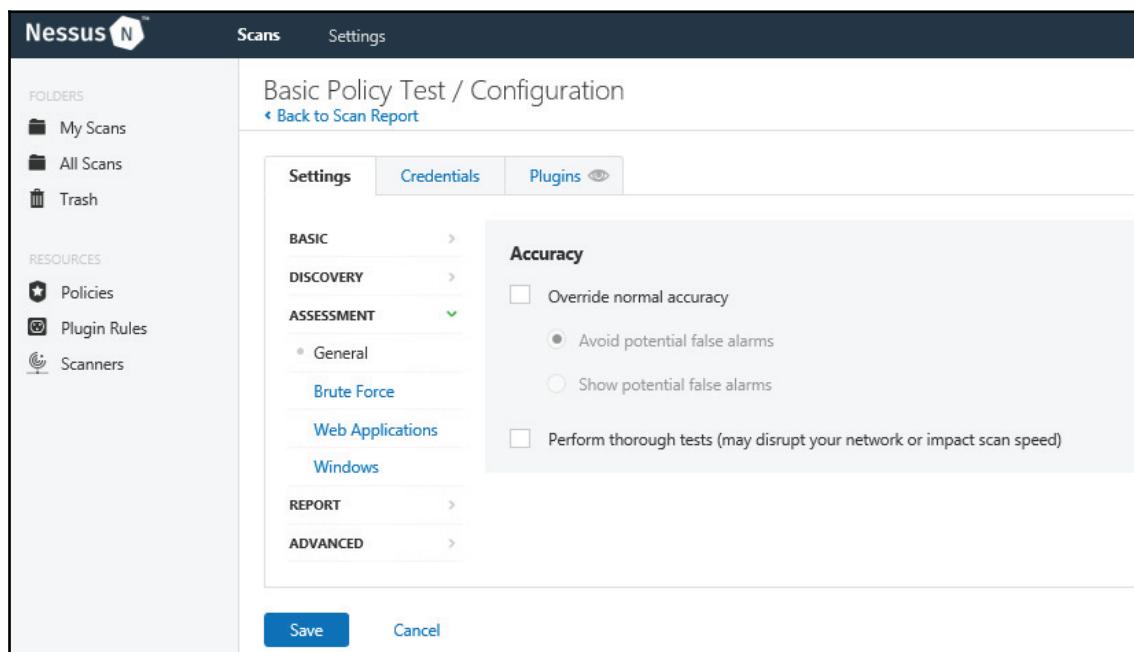 Nessus N ™
Scans Settings
FOLDERS
My Scans
All Scans
Trash
RESOURCES
Policies
Plugin Rules
Scanners
Basic Policy Test / Configuration
Back to Scan Report
Settings Credentials Plugins
BASIC
DISCOVERY
ASSESSMENT
General
Brute Force
Web Applications
Windows
REPORT
ADVANCED
Accuracy
Override normal accuracy
Avoid potential false alarms
Show potential false alarms
Perform thorough tests (may disrupt your network or impact scan speed)
Save Cancel